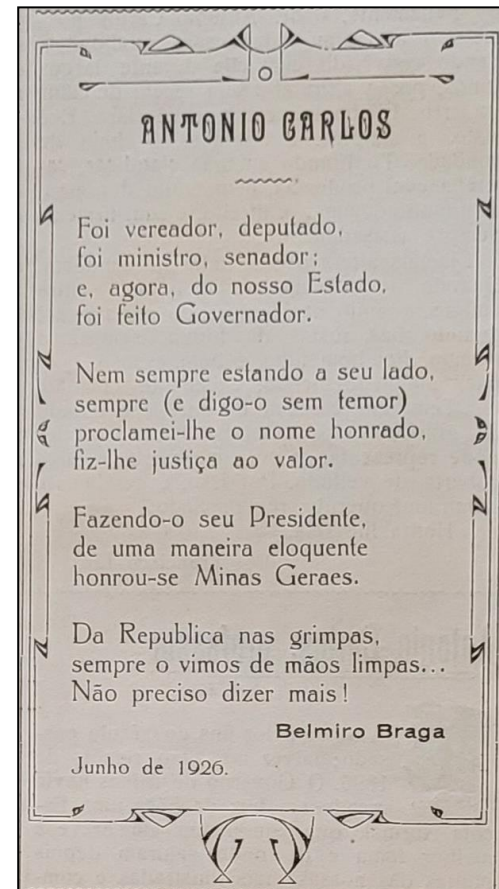 ANTONIO CARLOS
Foi vereador, deputado,
foi ministro, senador;
e, agora, do nosso Estado,
foi feito Governador.
Nem sempre estando a seu lado,
sempre (e digo-o sem temor)
proclamei-lhe o nome honrado,
fiz-lhe justiça ao valor.
Fazendo-o seu Presidente,
de uma maneira eloquente
honrou-se Minas Geraes.
Da Republica nas grimpas,
sempre o vimos de mãos limpas...
Não preciso dizer mais!
Belmiro Braga
Junho de 1926.